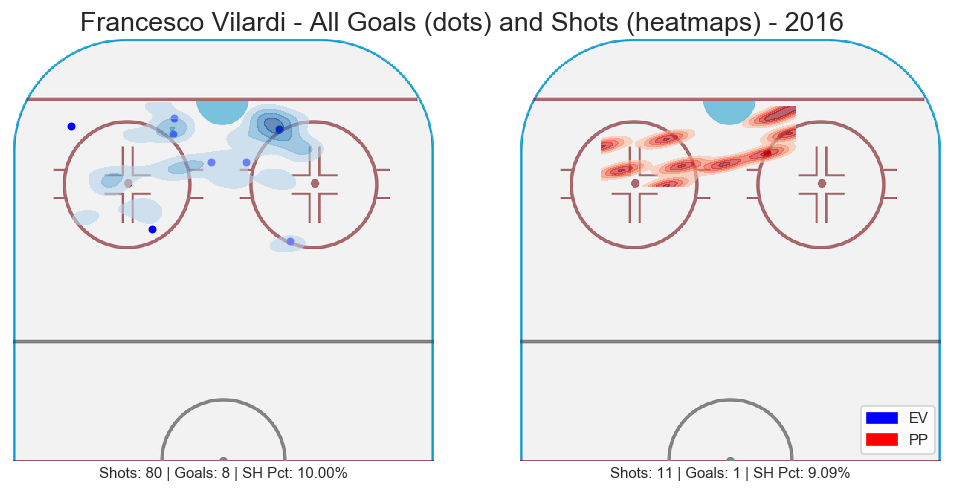 Francesco Vilardi - All Goals (dots) and Shots (heatmaps) - 2016
EV
PP
Shots: 80 | Goals: 8 | SH Pct: 10.00%
Shots: 11 | Goals: 1 | SH Pct: 9.09%